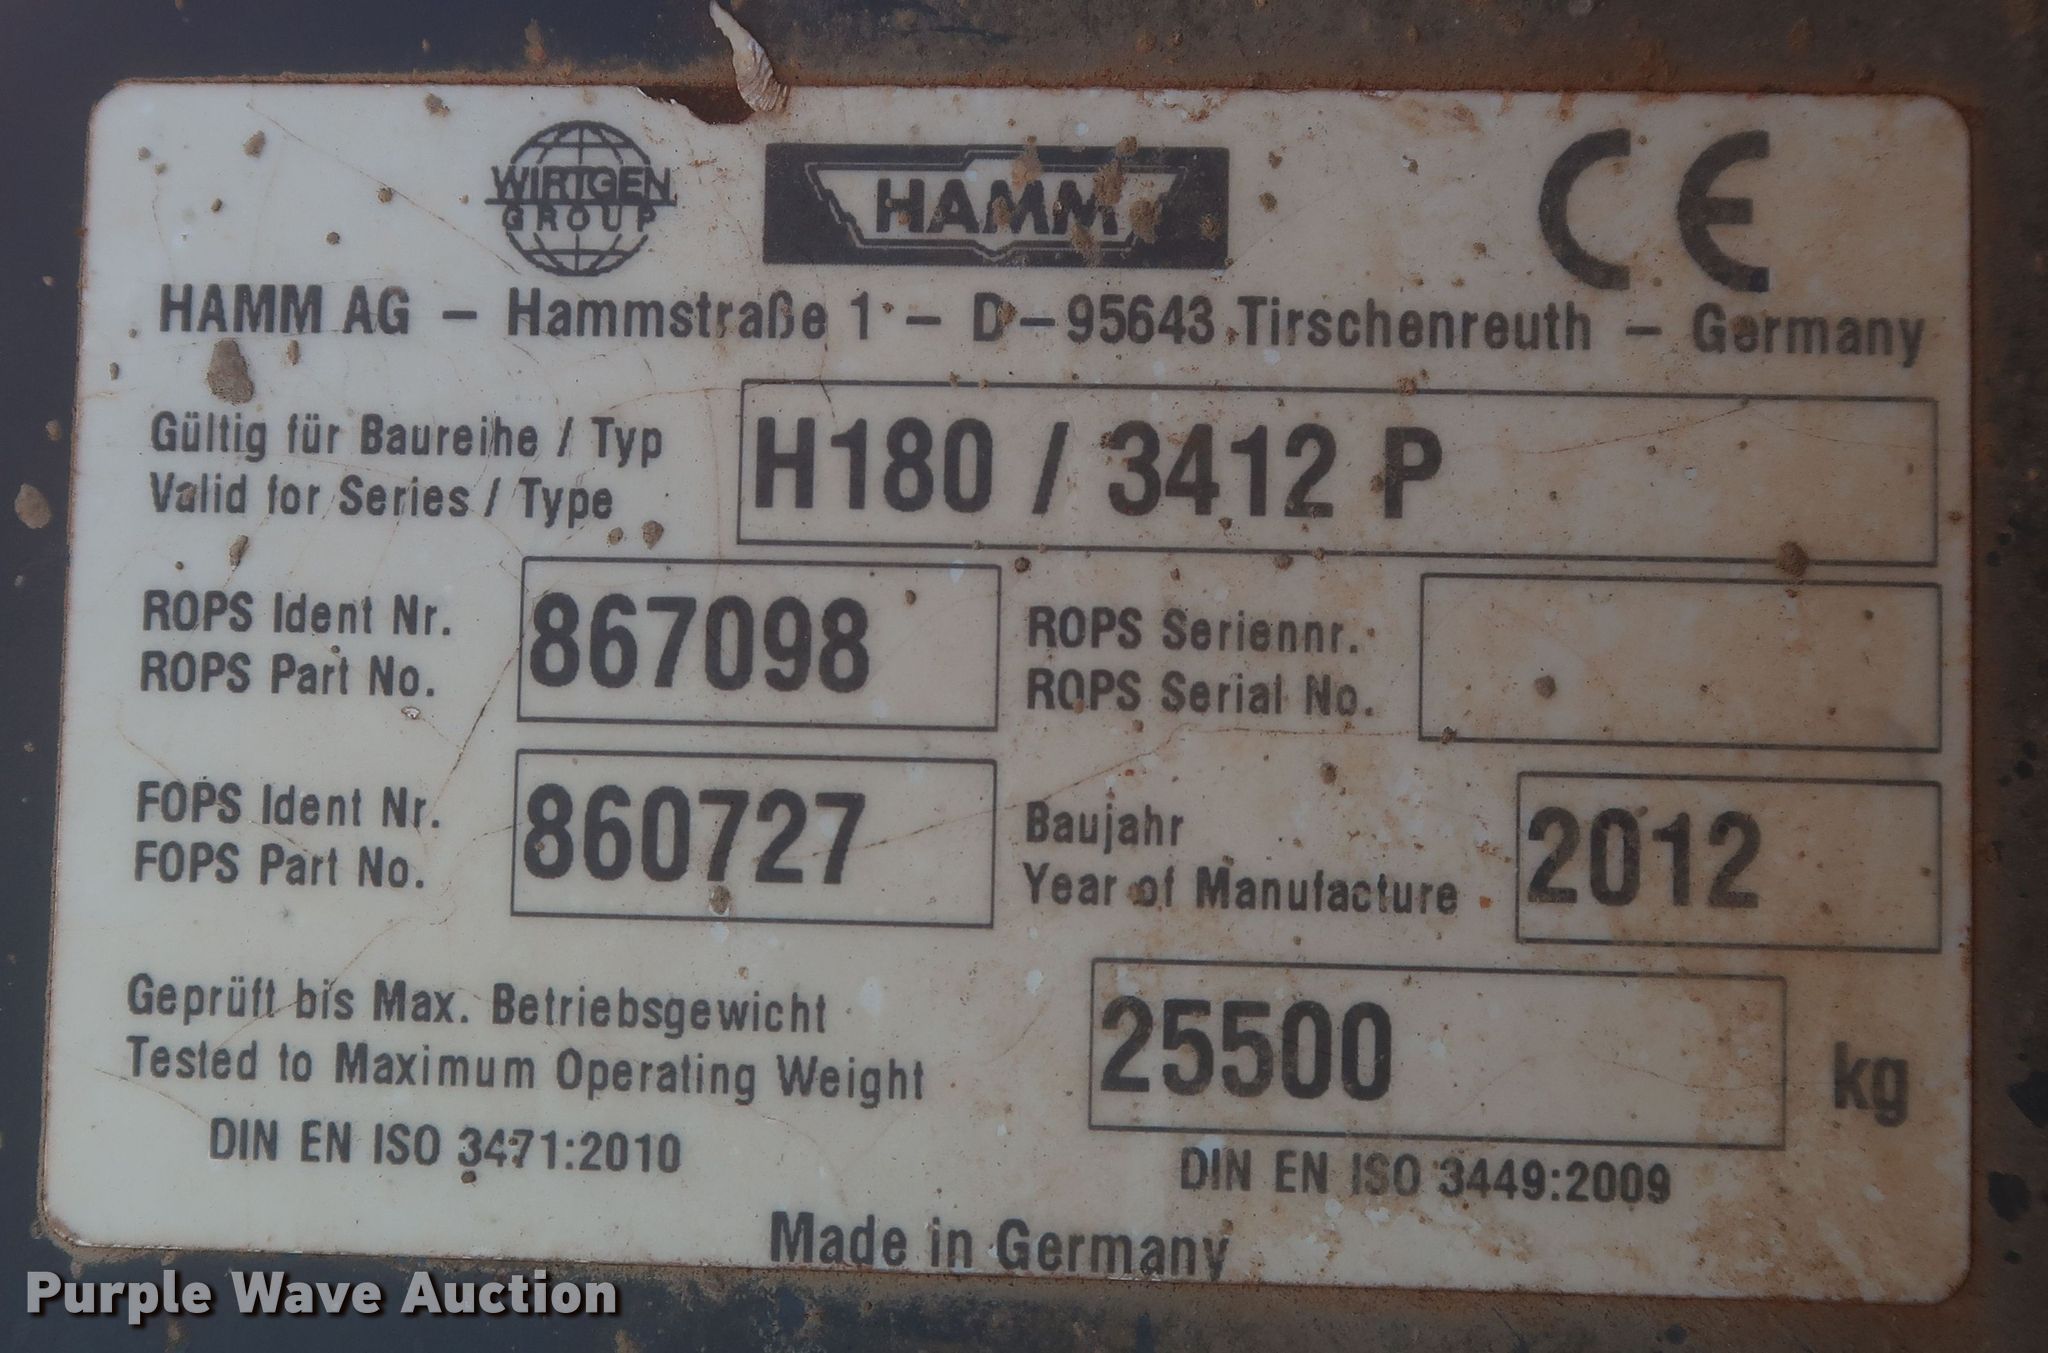 WIRTGEN
GROUP
HAMM
CE
HAMM AG – Hammstraße 1 – D–95643 Tirschenreuth – Germany
Gültig für Baureihe / Typ
Valid for Series / Type
H180 / 3412 P
ROPS Ident Nr.
ROPS Part No.
867098
ROPS Seriennr.
ROPS Serial No.
FOPS Ident Nr.
FOPS Part No.
860727
Baujahr
Year of Manufacture
2012
Geprüft bis Max. Betriebsgewicht
Tested to Maximum Operating Weight
25500
kg
DIN EN ISO 3471:2010
DIN EN ISO 3449:2009
Made in Germany
Purple Wave Auction